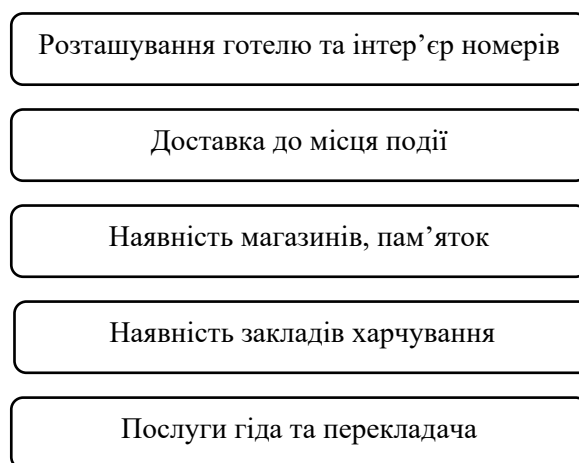 Розташування готелю та інтер’єр номерів
Доставка до місця події
Наявність магазинів, пам’яток
Наявність закладів харчування
Послуги гіда та перекладача